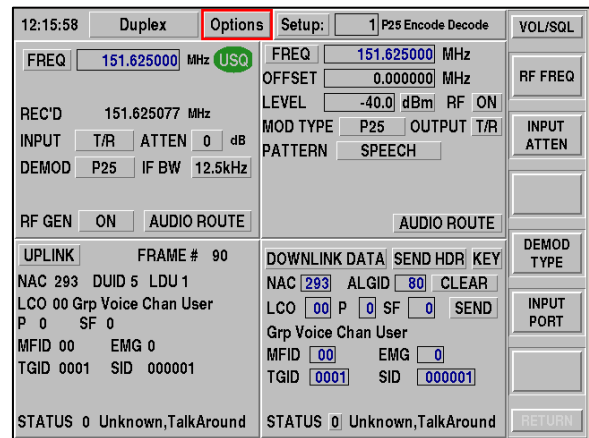 12:15:58 Duplex Options Setup: 1 P25 Encode Decode
FREQ 151.625000 MHz USQ
REC'D 151.625077 MHz
INPUT T/R ATTEN 0 dB
DEMOD P25 IF BW 12.5kHz
RF GEN ON AUDIO ROUTE
FREQ 151.625000 MHz
OFFSET 0.000000 MHz
LEVEL -40.0 dBm RF ON
MOD TYPE P25 OUTPUT T/R
PATTERN SPEECH
AUDIO ROUTE
UPLINK FRAME # 90
NAC 293 DUID 5 LDU 1
LCO 00 Grp Voice Chan User
P 0 SF 0
MFID 00 EMG 0
TGID 0001 SID 000001
STATUS 0 Unknown,TalkAround
DOWNLINK DATA SEND HDR KEY
NAC 293 ALGID 80 CLEAR
LCO 00 P 0 SF 0 SEND
Grp Voice Chan User
MFID 00 EMG 0
TGID 0001 SID 000001
STATUS 0 Unknown,TalkAround
VOL/SQL
RF FREQ
INPUT
ATTEN
DEMOD
TYPE
INPUT
PORT
RETURN